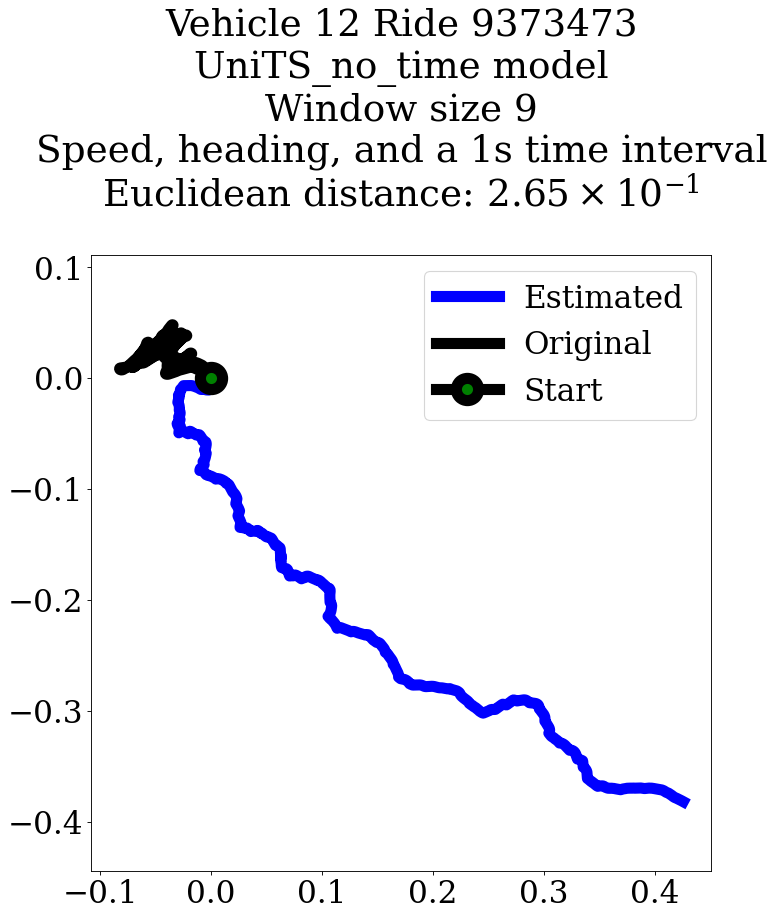 Vehicle 12 Ride 9373473
UniTS_no_time model
Window size 9
Speed, heading, and a 1s time interval
Euclidean distance: 2.65 × 10⁻¹
0.1
Estimated
Original
Start
0.0
−0.1
−0.2
−0.3
−0.4
−0.1 0.0 0.1 0.2 0.3 0.4